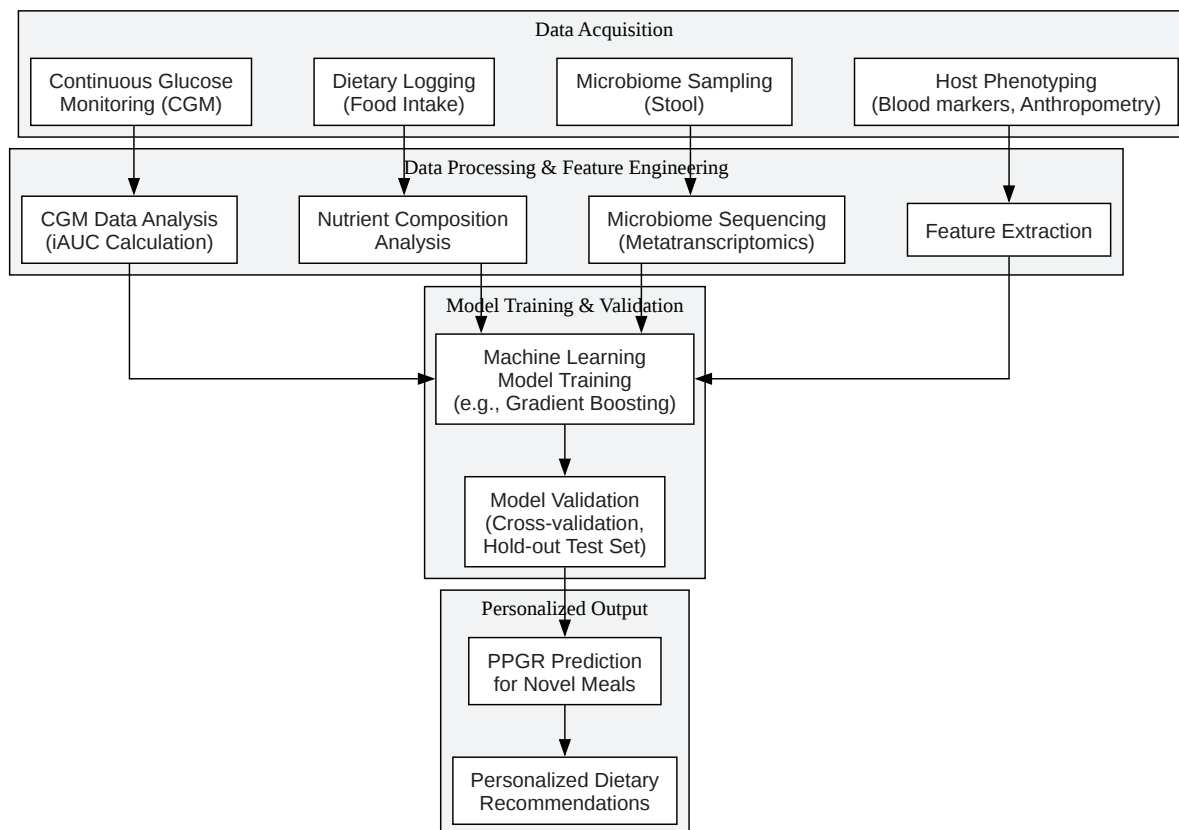 Data Acquisition
Continuous Glucose
Monitoring (CGM)
Dietary Logging
(Food Intake)
Microbiome Sampling
(Stool)
Host Phenotyping
(Blood markers, Anthropometry)
Data Processing & Feature Engineering
CGM Data Analysis
(iAUC Calculation)
Nutrient Composition
Analysis
Microbiome Sequencing
(Metatranscriptomics)
Feature Extraction
Model Training & Validation
Machine Learning
Model Training
(e.g., Gradient Boosting)
Model Validation
(Cross-validation,
Hold-out Test Set)
Personalized Output
PPGR Prediction
for Novel Meals
Personalized Dietary
Recommendations